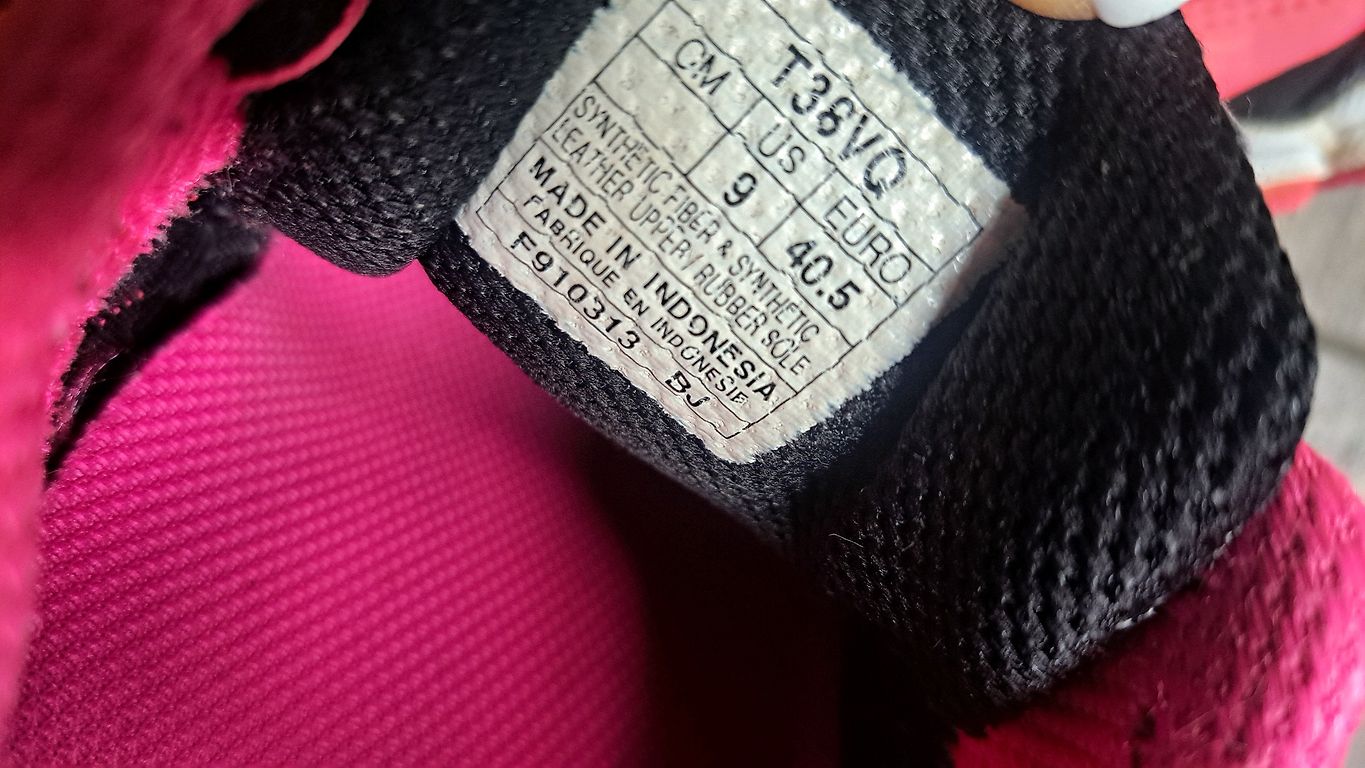 T36VQ
CM US EURO
9 40.5
SYNTHETIC FIBER & SYNTHETIC
LEATHER UPPER/ RUBBER SOLE
MADE IN INDONESIA
FABRIQUE EN INDONESIE
F910313 BJ